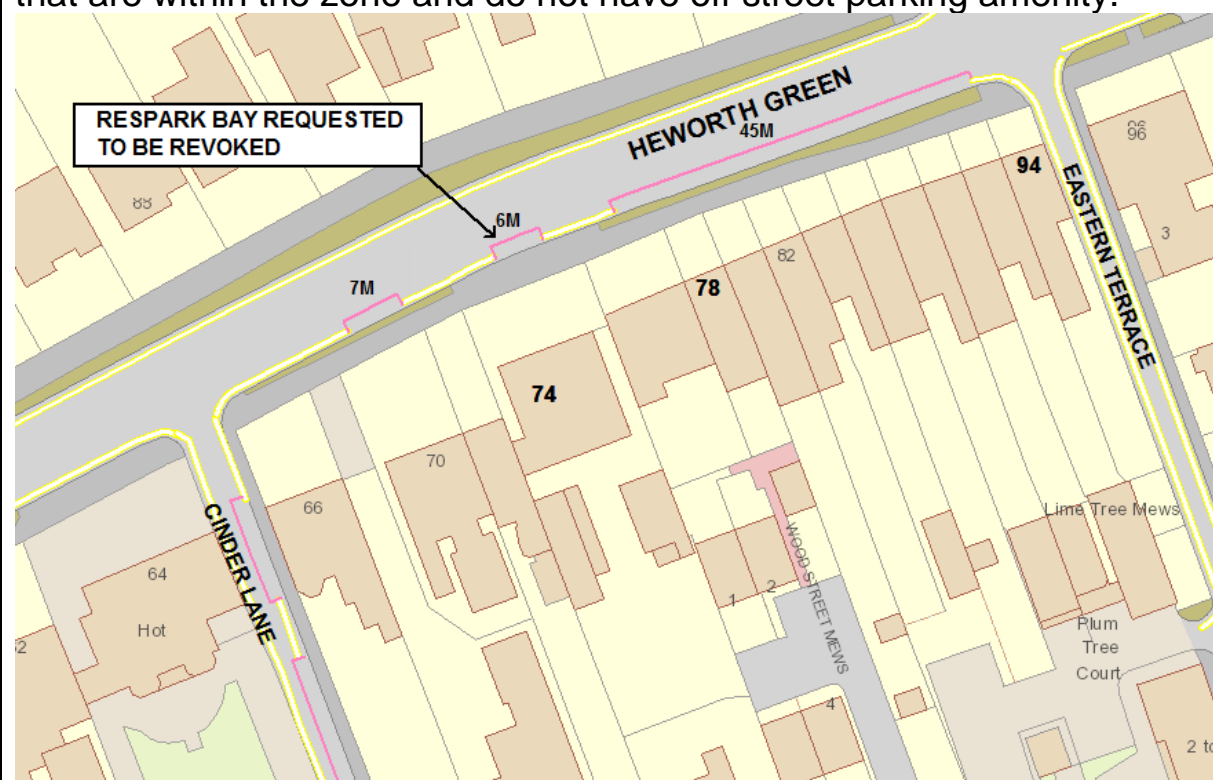 that are within the zone and do not have off street parking amenity.
RESPARK BAY REQUESTED
TO BE REVOKED
HEWORTH GREEN
45M
6M
7M
88
96
94
EASTERN TERRACE
3
82
78
74
70
66
CINDER LANE
64
Hot
Lime Tree Mews
WOOD STREET MEWS
1
2
Plum
Tree
Court
4